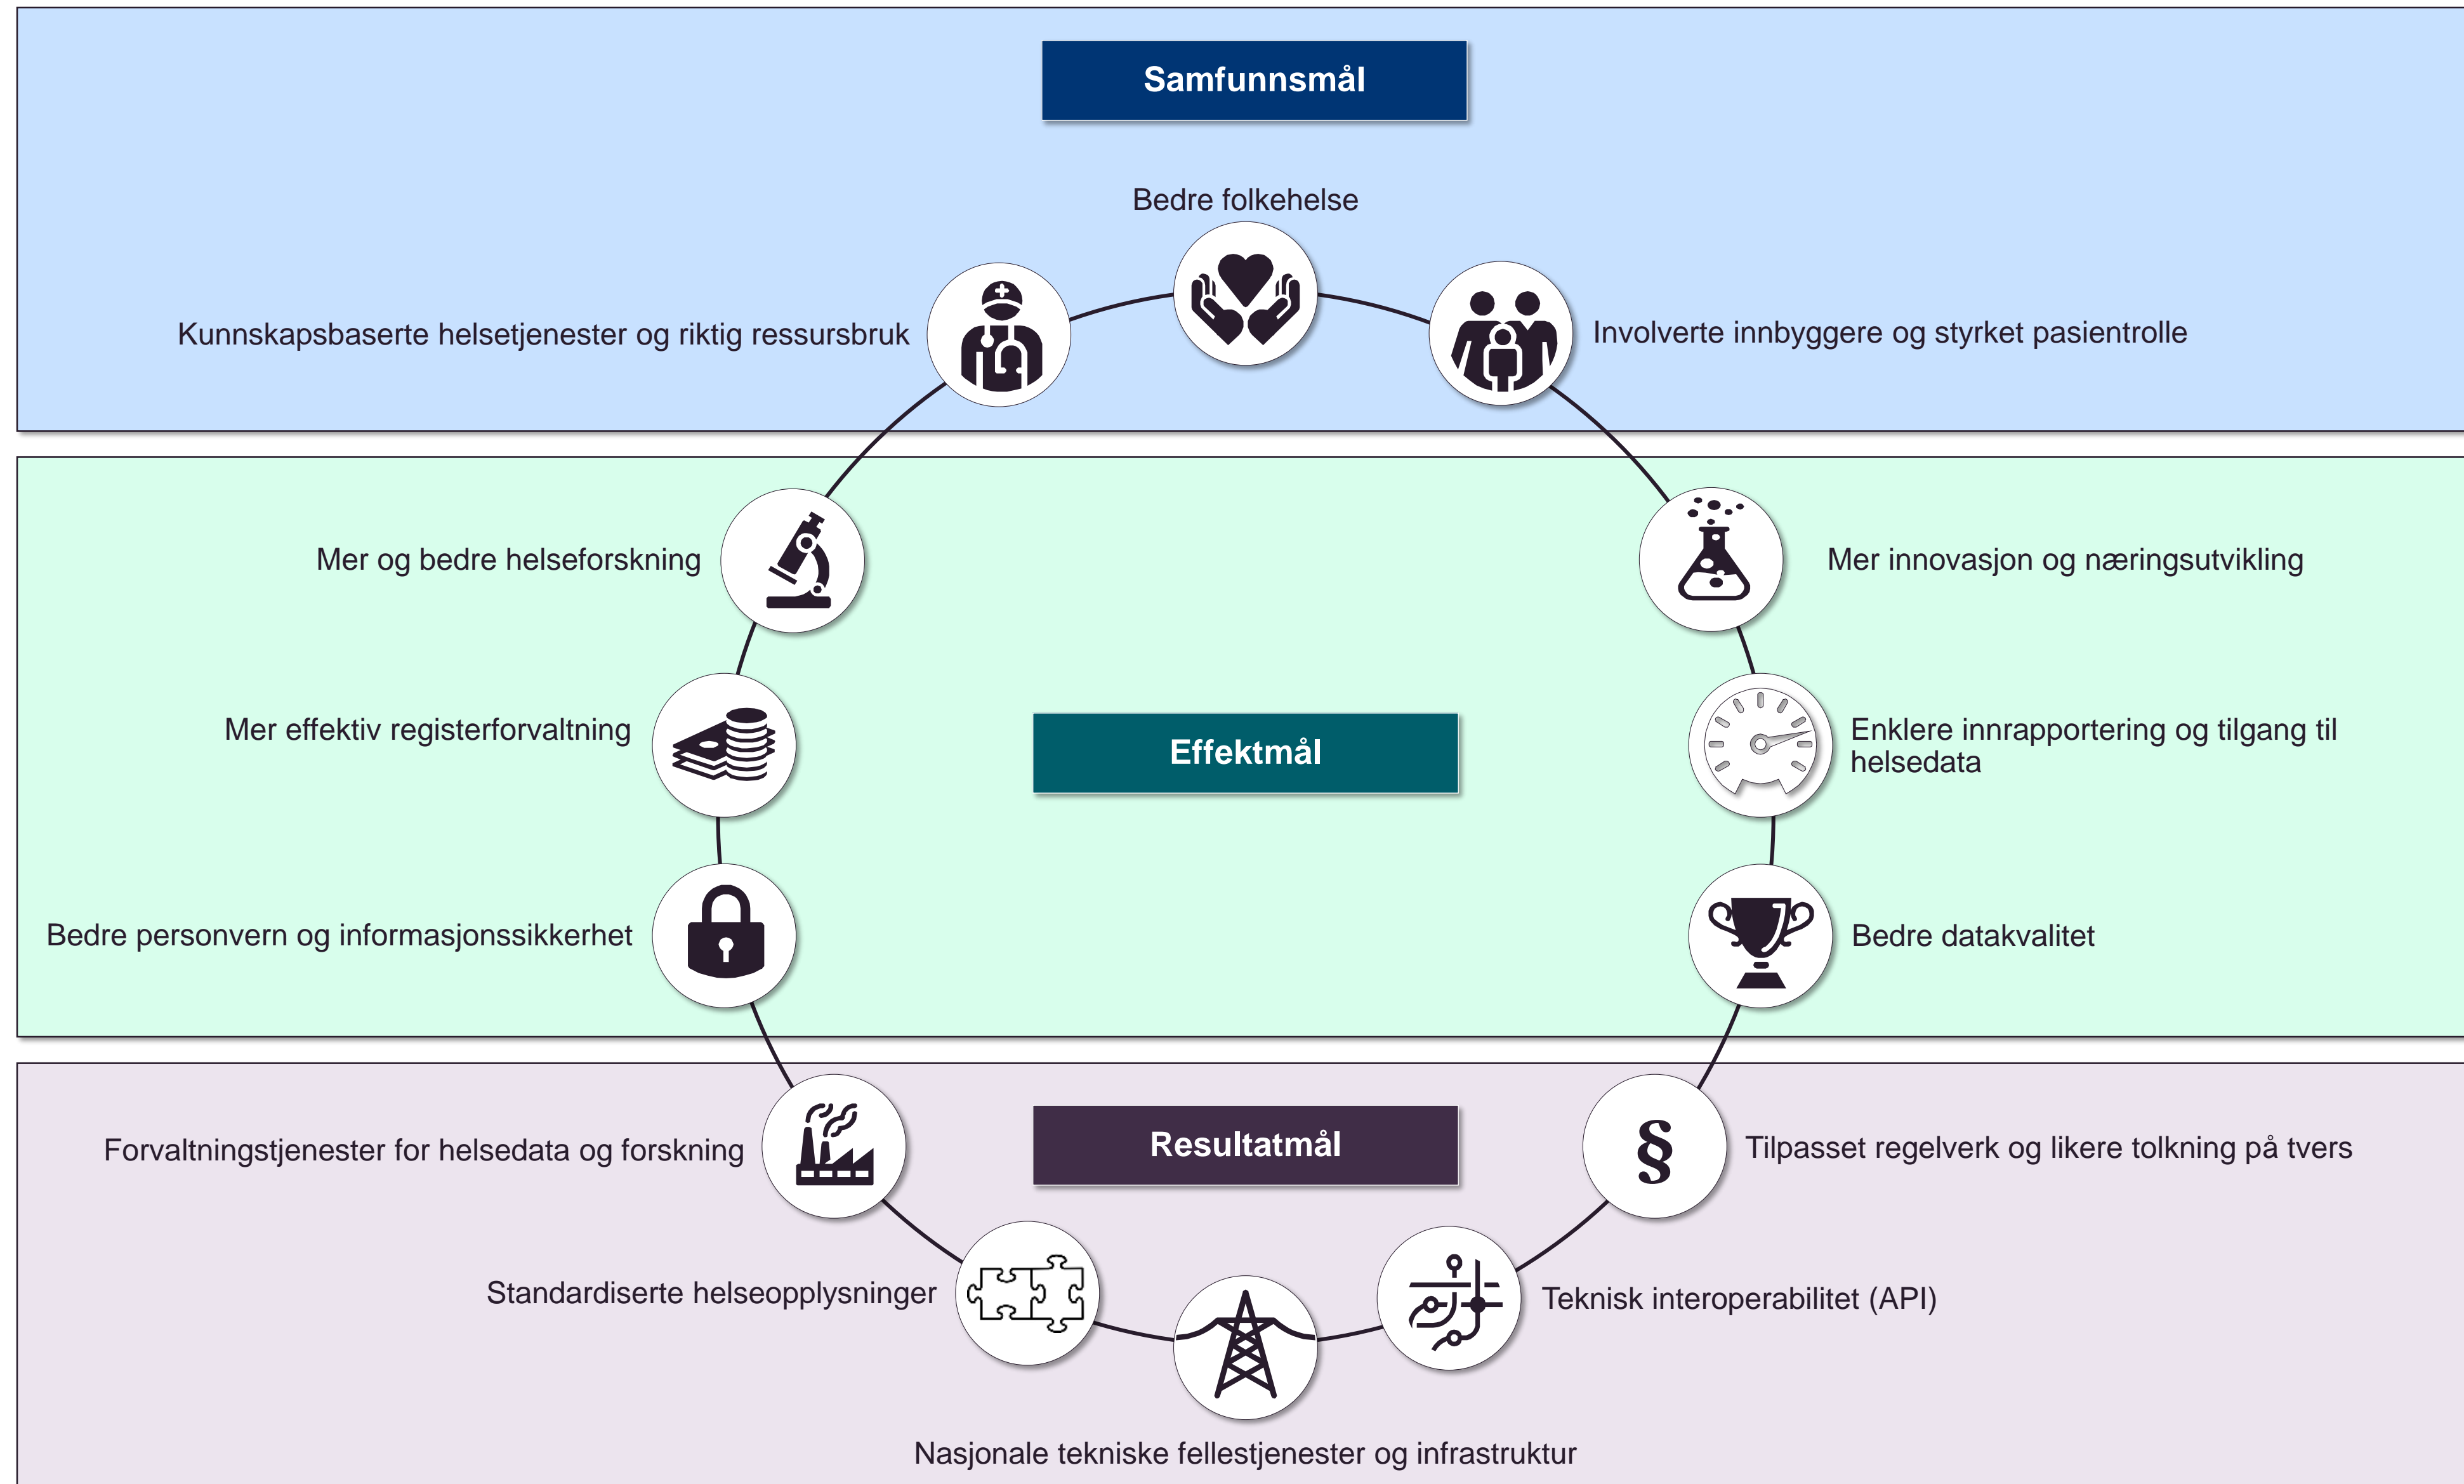 Samfunnsmål
Bedre folkehelse
Kunnskapsbaserte helsetjenester og riktig ressursbruk
Involverte innbyggere og styrket pasientrolle
Mer og bedre helseforskning
Mer innovasjon og næringsutvikling
Mer effektiv registerforvaltning
Effektmål
Enklere innrapportering og tilgang til
helsedata
Bedre personvern og informasjonssikkerhet
Bedre datakvalitet
Resultatmål
Forvaltningstjenester for helsedata og forskning
§
Tilpasset regelverk og likere tolkning på tvers
Standardiserte helseopplysninger
Teknisk interoperabilitet (API)
Nasjonale tekniske fellestjenester og infrastruktur